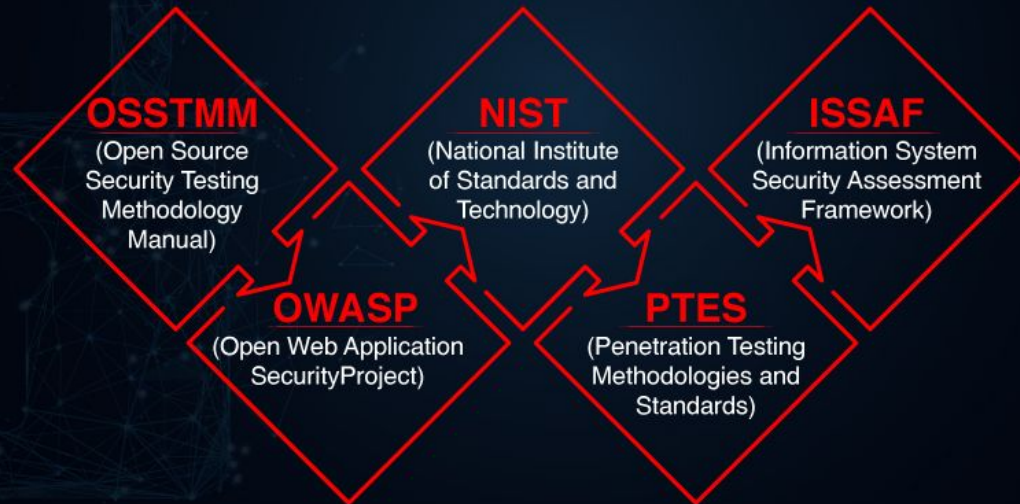 OSSTMM
(Open Source
Security Testing
Methodology
Manual)
NIST
(National Institute
of Standards and
Technology)
ISSAF
(Information System
Security Assessment
Framework)
OWASP
(Open Web Application
SecurityProject)
PTES
(Penetration Testing
Methodologies and
Standards)